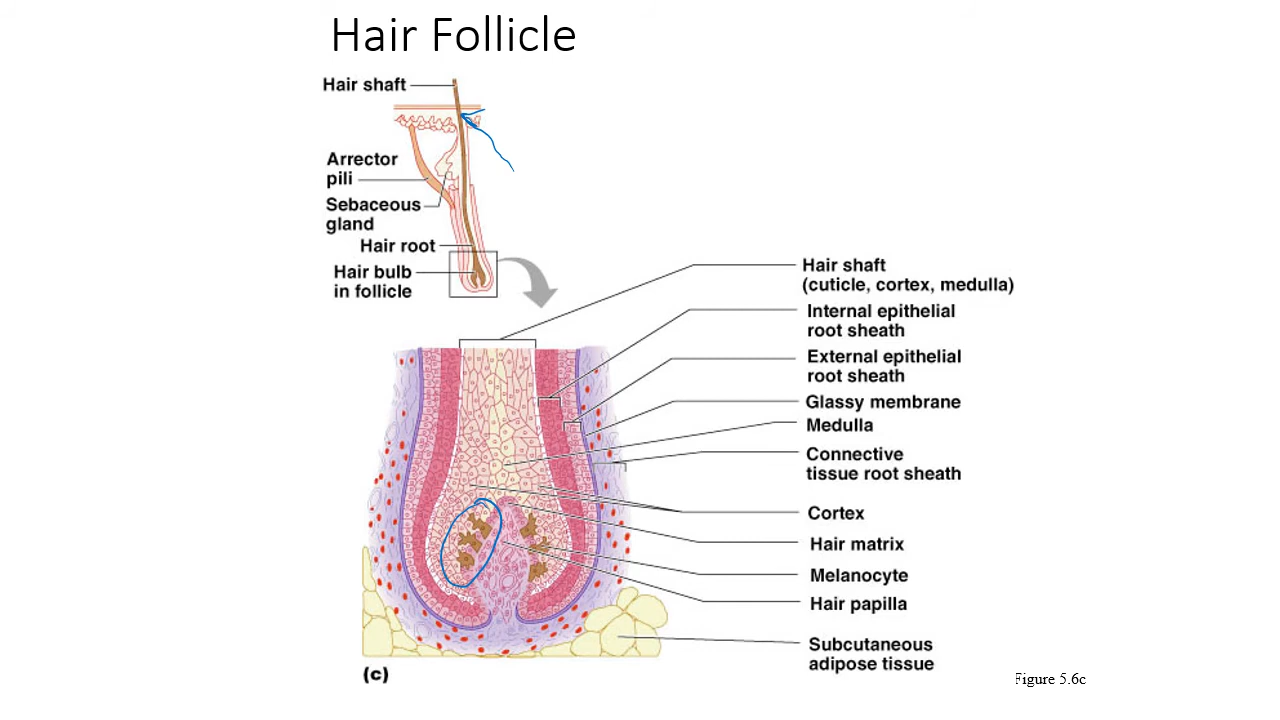 Hair Follicle
Hair shaft
Arrector
pili
Sebaceous
gland
Hair root
Hair bulb
in follicle
Hair shaft
(cuticle, cortex, medulla)
Internal epithelial
root sheath
External epithelial
root sheath
Glassy membrane
Medulla
Connective
tissue root sheath
Cortex
Hair matrix
Melanocyte
Hair papilla
Subcutaneous
adipose tissue
(c)
Figure 5.6c